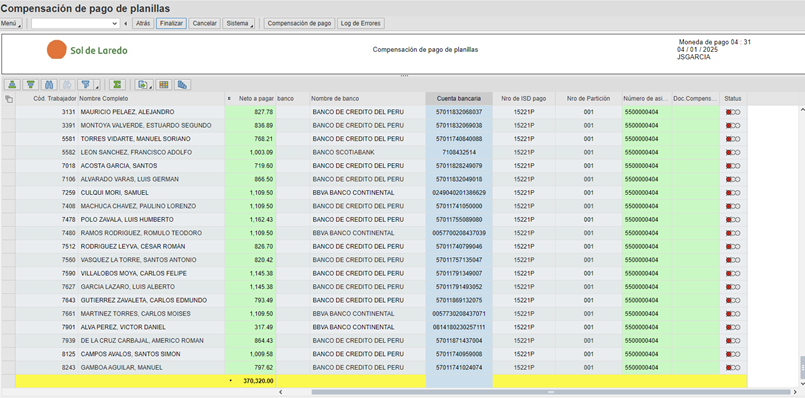 Compensación de pago de planillas
Menú Atrás Finalizar Cancelar Sistema Compensación de pago Log de Errores
Sol de Laredo
Compensación de pago de planillas
Moneda de pago 04 : 31
04 / 01 / 2025
JSGARCIA
Cód. Trabajador Nombre Completo Neto a pagar banco Nombre de banco Cuenta bancaria Nro de ISD pago Nro de Partición Número de asi... Doc.Compens... Status
3131 MAURICIO PELAEZ, ALEJANDRO 827.78 BANCO DE CREDITO DEL PERU 57011832068037 15221P 001 5500000404
3391 MONTOYA VALVERDE, ESTUARDO SEGUNDO 836.89 BANCO DE CREDITO DEL PERU 57011832069038 15221P 001 5500000404
5581 TORRES VIDARTE, MANUEL SORIANO 768.21 BANCO DE CREDITO DEL PERU 57011740840088 15221P 001 5500000404
5582 LEON SANCHEZ, FRANCISCO ADOLFO 1,003.09 BANCO SCOTIABANK 7108432514 15221P 001 5500000404
7018 ACOSTA GARCIA, SANTOS 719.60 BANCO DE CREDITO DEL PERU 57011828249079 15221P 001 5500000404
7106 ALVARADO VARAS, LUIS GERMAN 866.50 BANCO DE CREDITO DEL PERU 57011832049018 15221P 001 5500000404
7259 CULQUI MORI, SAMUEL 1,109.50 BBVA BANCO CONTINENTAL 0249040201386629 15221P 001 5500000404
7408 MACHUCA CHAVEZ, PAULINO LORENZO 1,109.50 BANCO DE CREDITO DEL PERU 57011741050000 15221P 001 5500000404
7478 POLO ZAVALA, LUIS HUMBERTO 1,162.43 BANCO DE CREDITO DEL PERU 57011755089080 15221P 001 5500000404
7480 RAMOS RODRIGUEZ, ROMULO TEODORO 1,109.50 BBVA BANCO CONTINENTAL 0057700208437039 15221P 001 5500000404
7512 RODRIGUEZ LEYVA, CESAR ROMAN 826.70 BANCO DE CREDITO DEL PERU 57011740799046 15221P 001 5500000404
7560 VASQUEZ LA TORRE, SANTOS ANTONIO 820.42 BANCO DE CREDITO DEL PERU 57011757135047 15221P 001 5500000404
7590 VILLALOBOS MOYA, CARLOS FELIPE 1,145.38 BANCO DE CREDITO DEL PERU 57011791349007 15221P 001 5500000404
7627 GARCIA LAZARO, LUIS ALBERTO 1,145.38 BANCO DE CREDITO DEL PERU 57011791493052 15221P 001 5500000404
7643 GUTIERREZ ZAVALETA, CARLOS EDMUNDO 793.49 BANCO DE CREDITO DEL PERU 57011869132075 15221P 001 5500000404
7661 MARTINEZ TORRES, CARLOS MOISES 1,109.50 BBVA BANCO CONTINENTAL 0057730208437071 15221P 001 5500000404
7901 ALVA PEREZ, VICTOR DANIEL 317.49 BBVA BANCO CONTINENTAL 0814180230257111 15221P 001 5500000404
7939 DE LA CRUZ CARBAJAL, AMERICO ROMAN 864.43 BANCO DE CREDITO DEL PERU 57011871437004 15221P 001 5500000404
8125 CAMPOS AVALOS, SANTOS SIMON 1,009.58 BANCO DE CREDITO DEL PERU 57011740959008 15221P 001 5500000404
8243 GAMBOA AGUILAR, MANUEL 797.62 BANCO DE CREDITO DEL PERU 57011741024074 15221P 001 5500000404
370,320.00